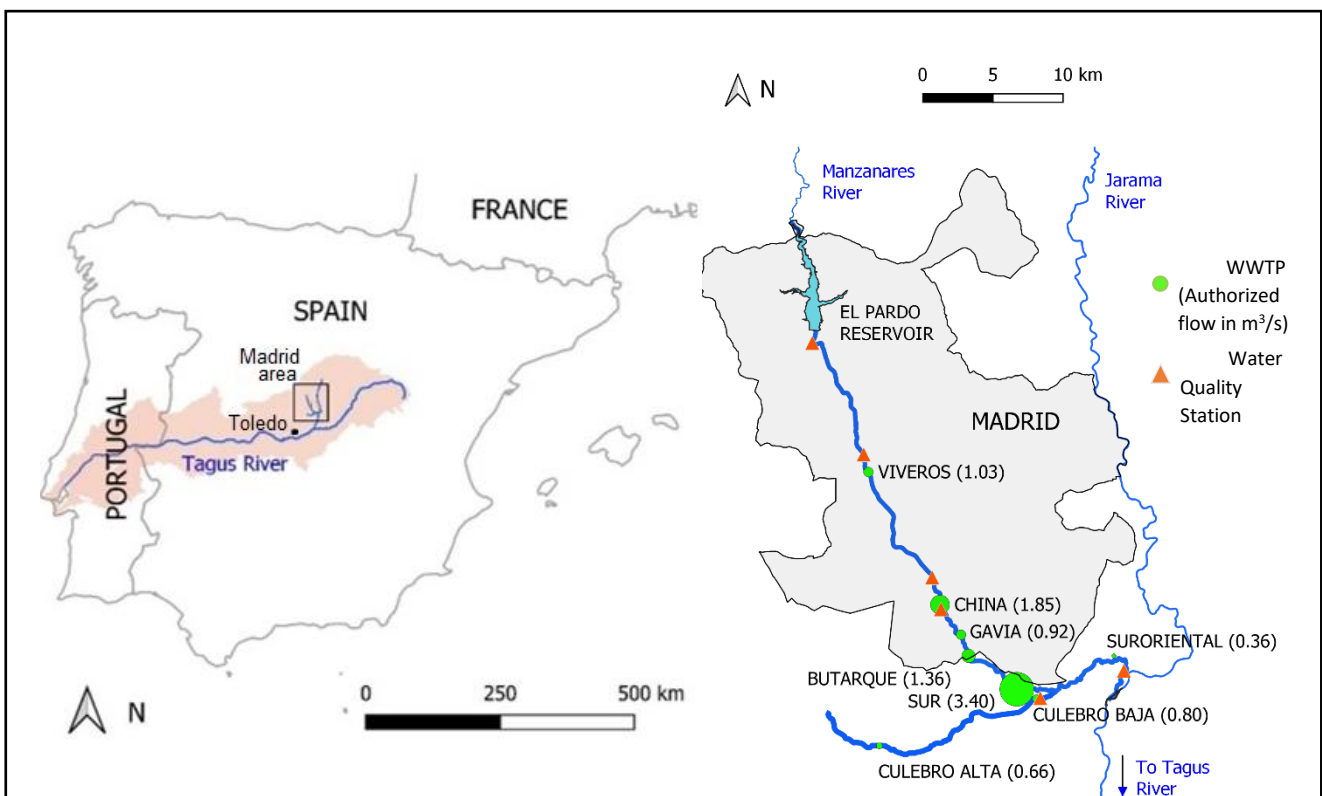 FRANCE
SPAIN
Madrid
area
Toledo
PORTUGAL
Tagus River
N
0 250 500 km
N
0 5 10 km
Manzanares
River
Jarama
River
EL PARDO
RESERVOIR
MADRID
VIVEROS (1.03)
CHINA (1.85)
GAVIA (0.92)
SURORIENTAL (0.36)
BUTARQUE (1.36)
SUR (3.40)
CULEBRO BAJA (0.80)
CULEBRO ALTA (0.66)
To Tagus
River
WWTP
(Authorized
flow in m³/s)
Water
Quality
Station